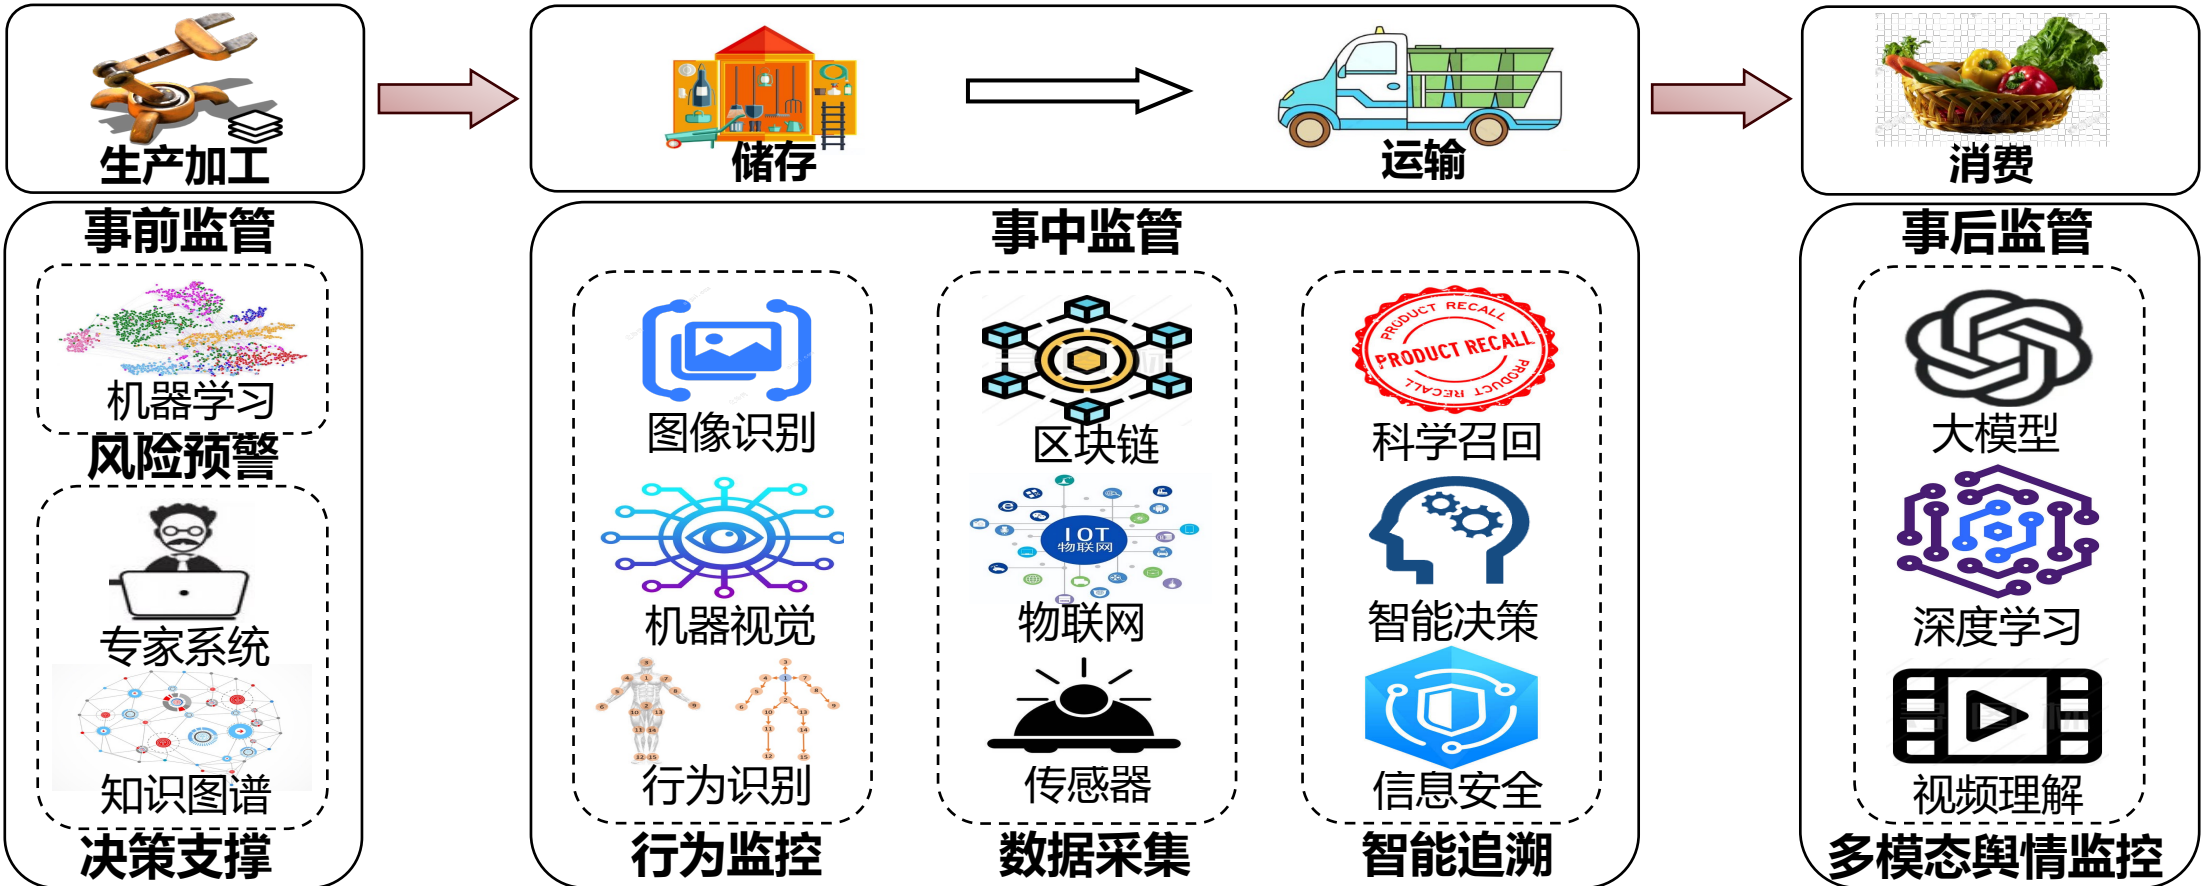 生产加工
储存
运输
消费
事前监管
机器学习
风险预警
专家系统
知识图谱
决策支撑
事中监管
图像识别
机器视觉
行为识别
行为监控
区块链
IOT
物联网
物联网
传感器
数据采集
PRODUCT RECALL
PRODUCT RECALL
PRODUCT RECALL
科学召回
智能决策
信息安全
智能追溯
事后监管
大模型
深度学习
视频理解
多模态舆情监控